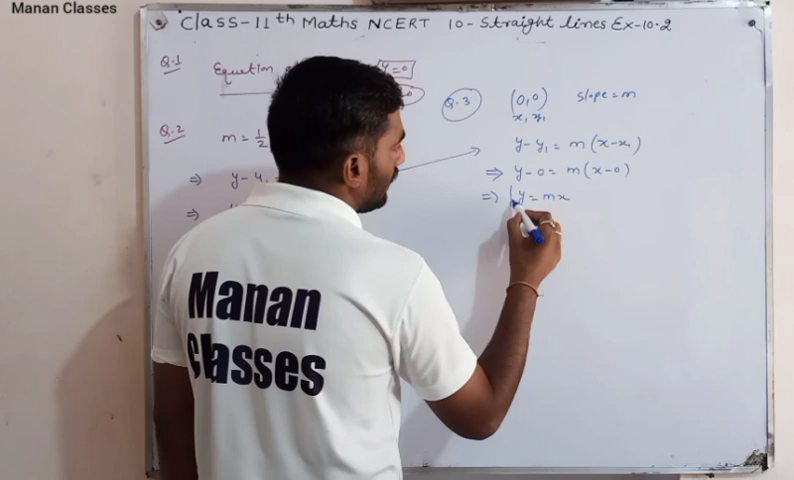 Manan Classes
Class-11th Maths NCERT 10-Straight lines Ex-10.2
Q.1
Equation
y=0
Q.2
m = 1/2
⇒ y-y
⇒
Q.3 (0,0) slope=m
x₁ y₁
y-y₁ = m(x-x₁)
⇒ y-0 = m(x-0)
⇒ y = mx
Manan
Classes